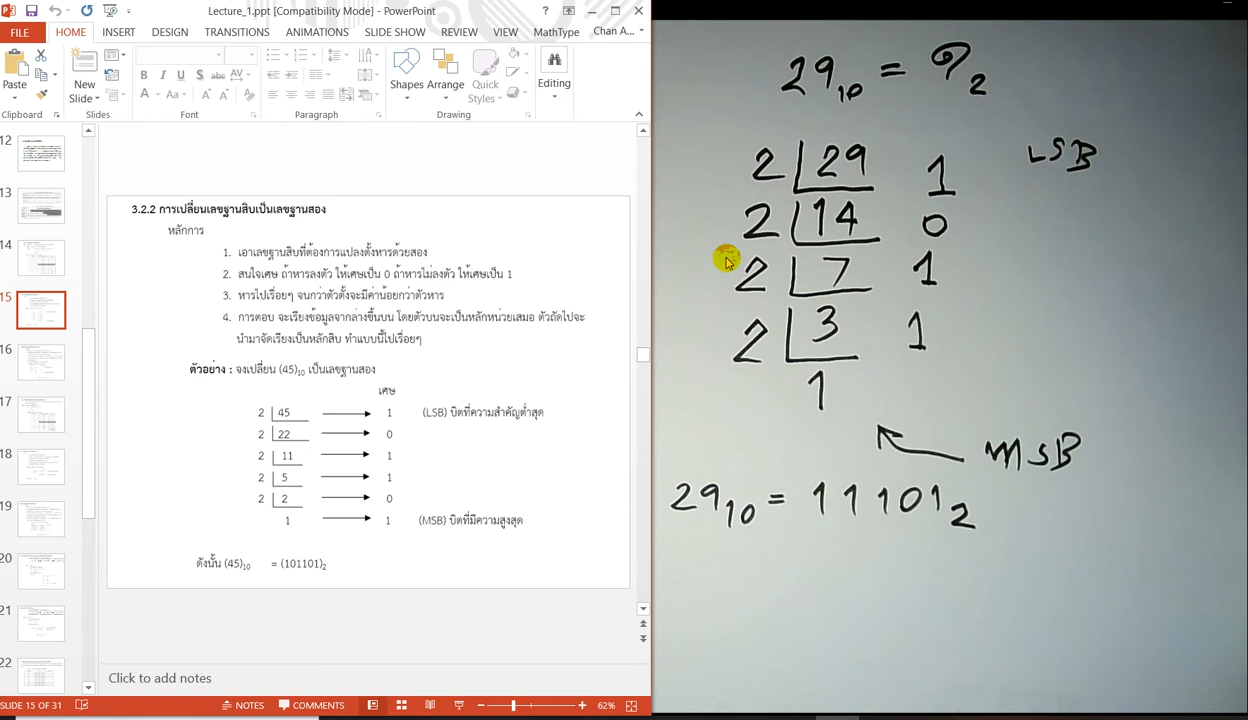 Lecture_1.ppt [Compatibility Mode] - PowerPoint
FILE HOME INSERT DESIGN TRANSITIONS ANIMATIONS SLIDE SHOW REVIEW VIEW MathType Chan A...
Paste New Slide Shapes Arrange Quick Styles Editing
Clipboard Slides Font Paragraph Drawing
12
13
14
15
16
17
18
19
20
21
22
3.2.2 การเปลี่ยนเลขฐานสิบเป็นเลขฐานสอง
หลักการ
1. เอาเลขฐานสิบที่ต้องการแปลงตั้งหารด้วยสอง
2. สนใจเศษ ถ้าหารลงตัว ให้เศษเป็น 0 ถ้าหารไม่ลงตัว ให้เศษเป็น 1
3. หารไปเรื่อยๆ จนกว่าตัวตั้งจะมีค่าน้อยกว่าตัวหาร
4. การตอบ จะเรียงข้อมูลจากล่างขึ้นบน โดยตัวบนจะเป็นหลักหน่วยเสมอ ตัวถัดไปจะ
นำมาจัดเรียงเป็นหลักสิบ ทำแบบนี้ไปเรื่อยๆ
ตัวอย่าง : จงเปลี่ยน (45)10 เป็นเลขฐานสอง
เศษ
2 45 1 (LSB) บิตที่ความสำคัญต่ำสุด
2 22 0
2 11 1
2 5 1
2 2 0
1 1 (MSB) บิตที่มีความสูงสุด
ดังนั้น (45)10 = (101101)2
Click to add notes
SLIDE 15 OF 31 NOTES COMMENTS 62%
2910 = ?2
2 29 1 LSB
2 14 0
2 7 1
2 3 1
1
MSB
2910 = 111012